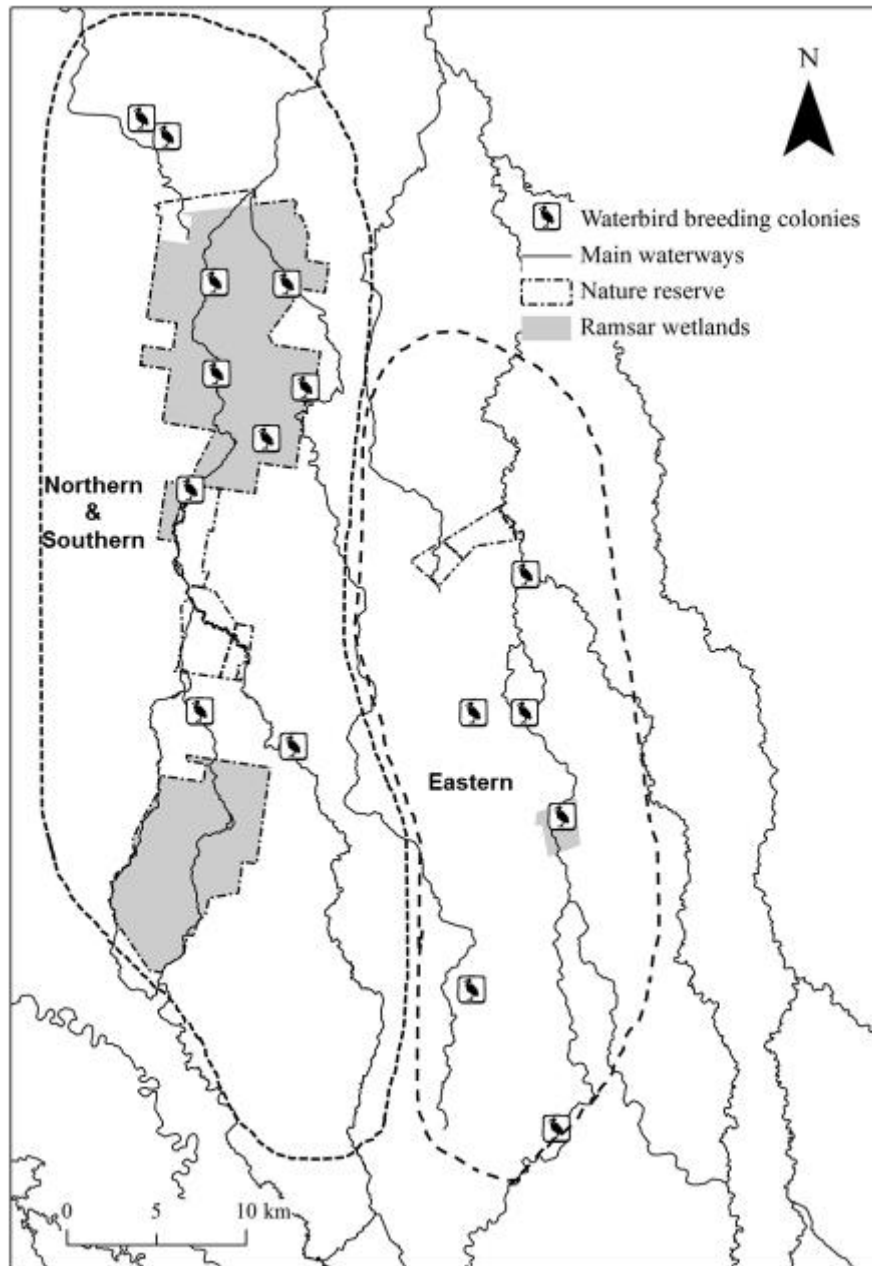 N
Waterbird breeding colonies
Main waterways
Nature reserve
Ramsar wetlands
Northern
&
Southern
Eastern
0 5 10 km